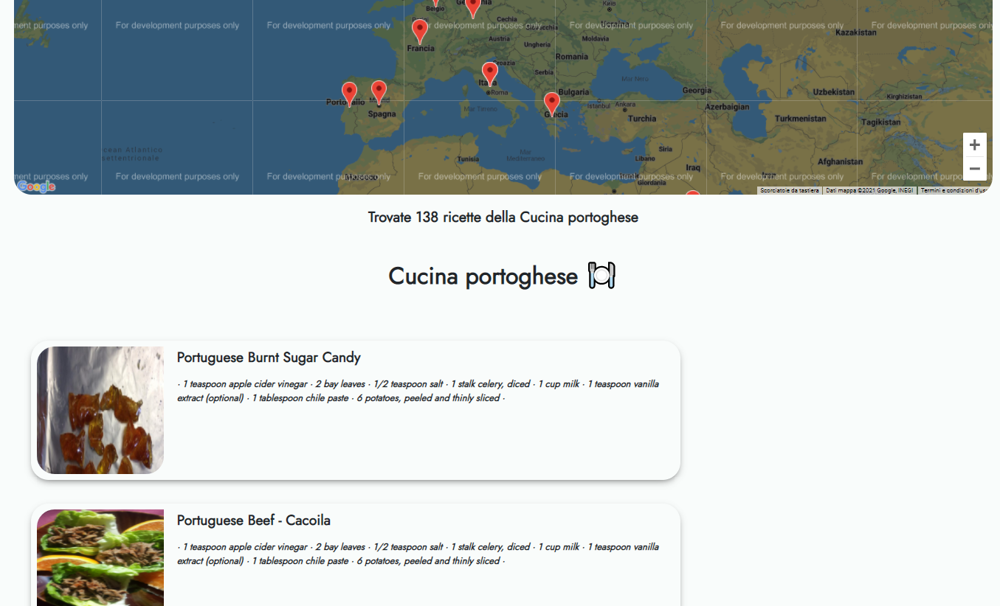 Belgio
Cechia
Київ
ment purposes only For development purposes only For development purposes only For development purposes only For development purposes only For development purposes only For development purposes only
Kazakistan
Austria
Moldavia
Ungheria
Francia
Romania
Croazia
Serbia
Mar Nero
Italia
Roma
Bulgaria
Georgia
Uzbekistan
Kirghizistan
Portogallo
Madrid
Istanbul
Ankara
Azerbaigian
Mar Tirreno
Spagna
Grecia
Turchia
Turkmenistan
Tagikistan
Siria
Tunisia
Mar
Mediterraneo
Libano
Afghanistan
Iraq
Oceano Atlantico
settentrionale
ment purposes only For development purposes only For development purposes only For development purposes only For development purposes only For development purposes only For development purposes only
Marocco
Giordania
Google
Scorciatoie da tastiera Dati mappa ©2021 Google, INEGI Termini e condizioni d'uso
Trovate 138 ricette della Cucina portoghese
Cucina portoghese 🍽
Portuguese Burnt Sugar Candy
· 1 teaspoon apple cider vinegar · 2 bay leaves · 1/2 teaspoon salt · 1 stalk celery, diced · 1 cup milk · 1 teaspoon vanilla
extract (optional) · 1 tablespoon chile paste · 6 potatoes, peeled and thinly sliced ·
Portuguese Beef - Cacoila
· 1 teaspoon apple cider vinegar · 2 bay leaves · 1/2 teaspoon salt · 1 stalk celery, diced · 1 cup milk · 1 teaspoon vanilla
extract (optional) · 1 tablespoon chile paste · 6 potatoes, peeled and thinly sliced ·